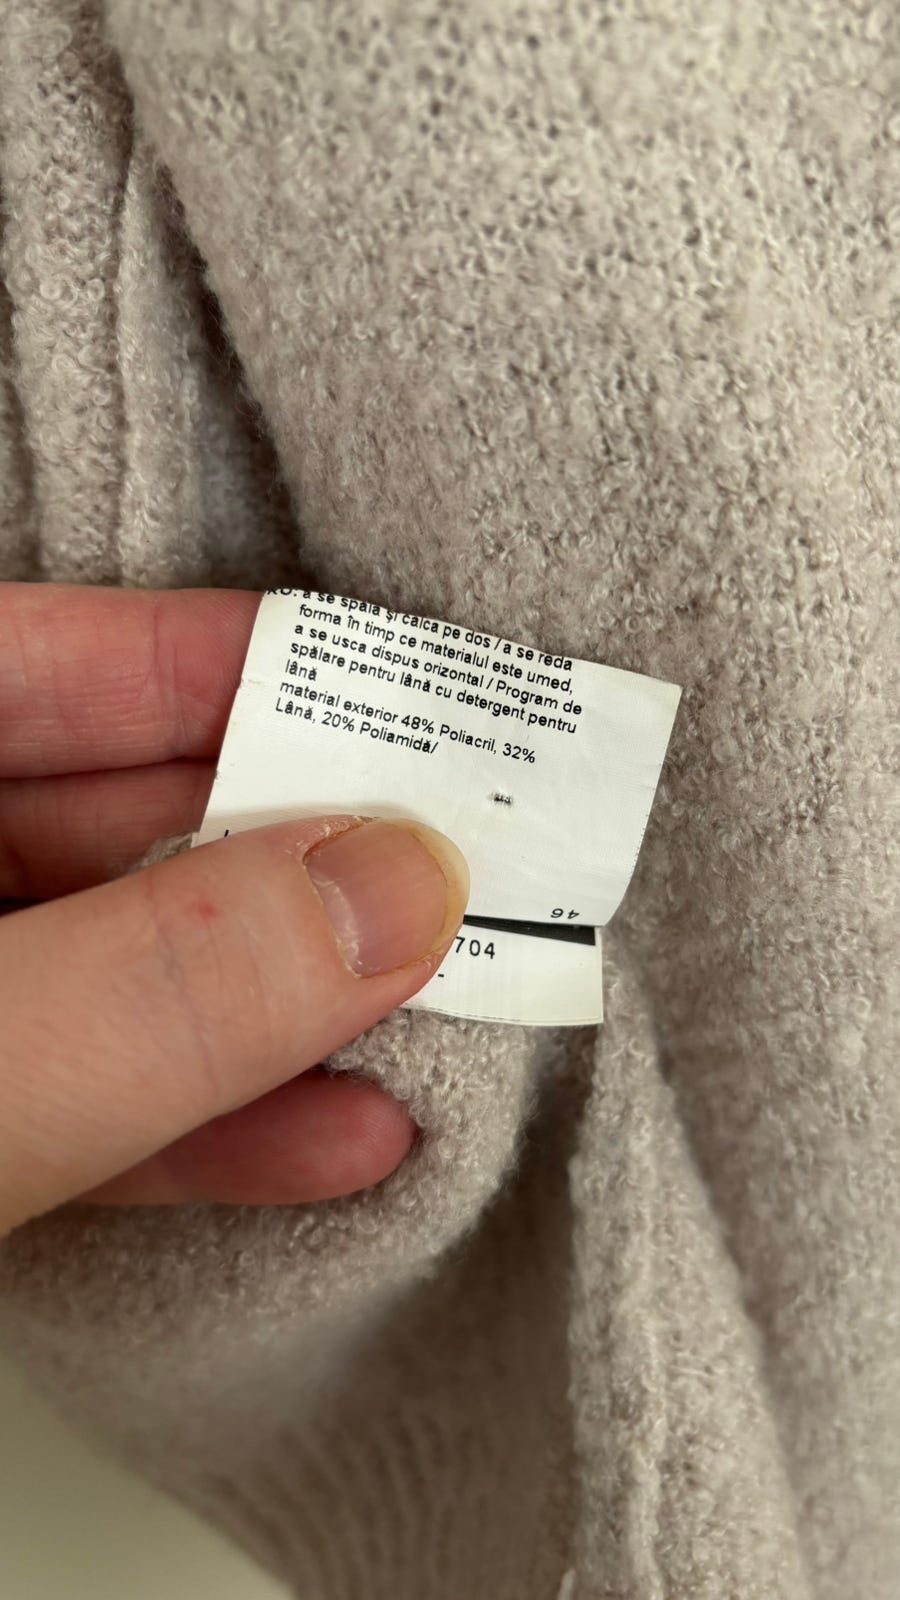 RO: a se spăla și călca pe dos / a se reda
forma în timp ce materialul este umed,
a se usca dispus orizontal / Program de
spălare pentru lână cu detergent pentru
lână
material exterior 48% Poliacril, 32%
Lână, 20% Poliamidă/
46
704
-